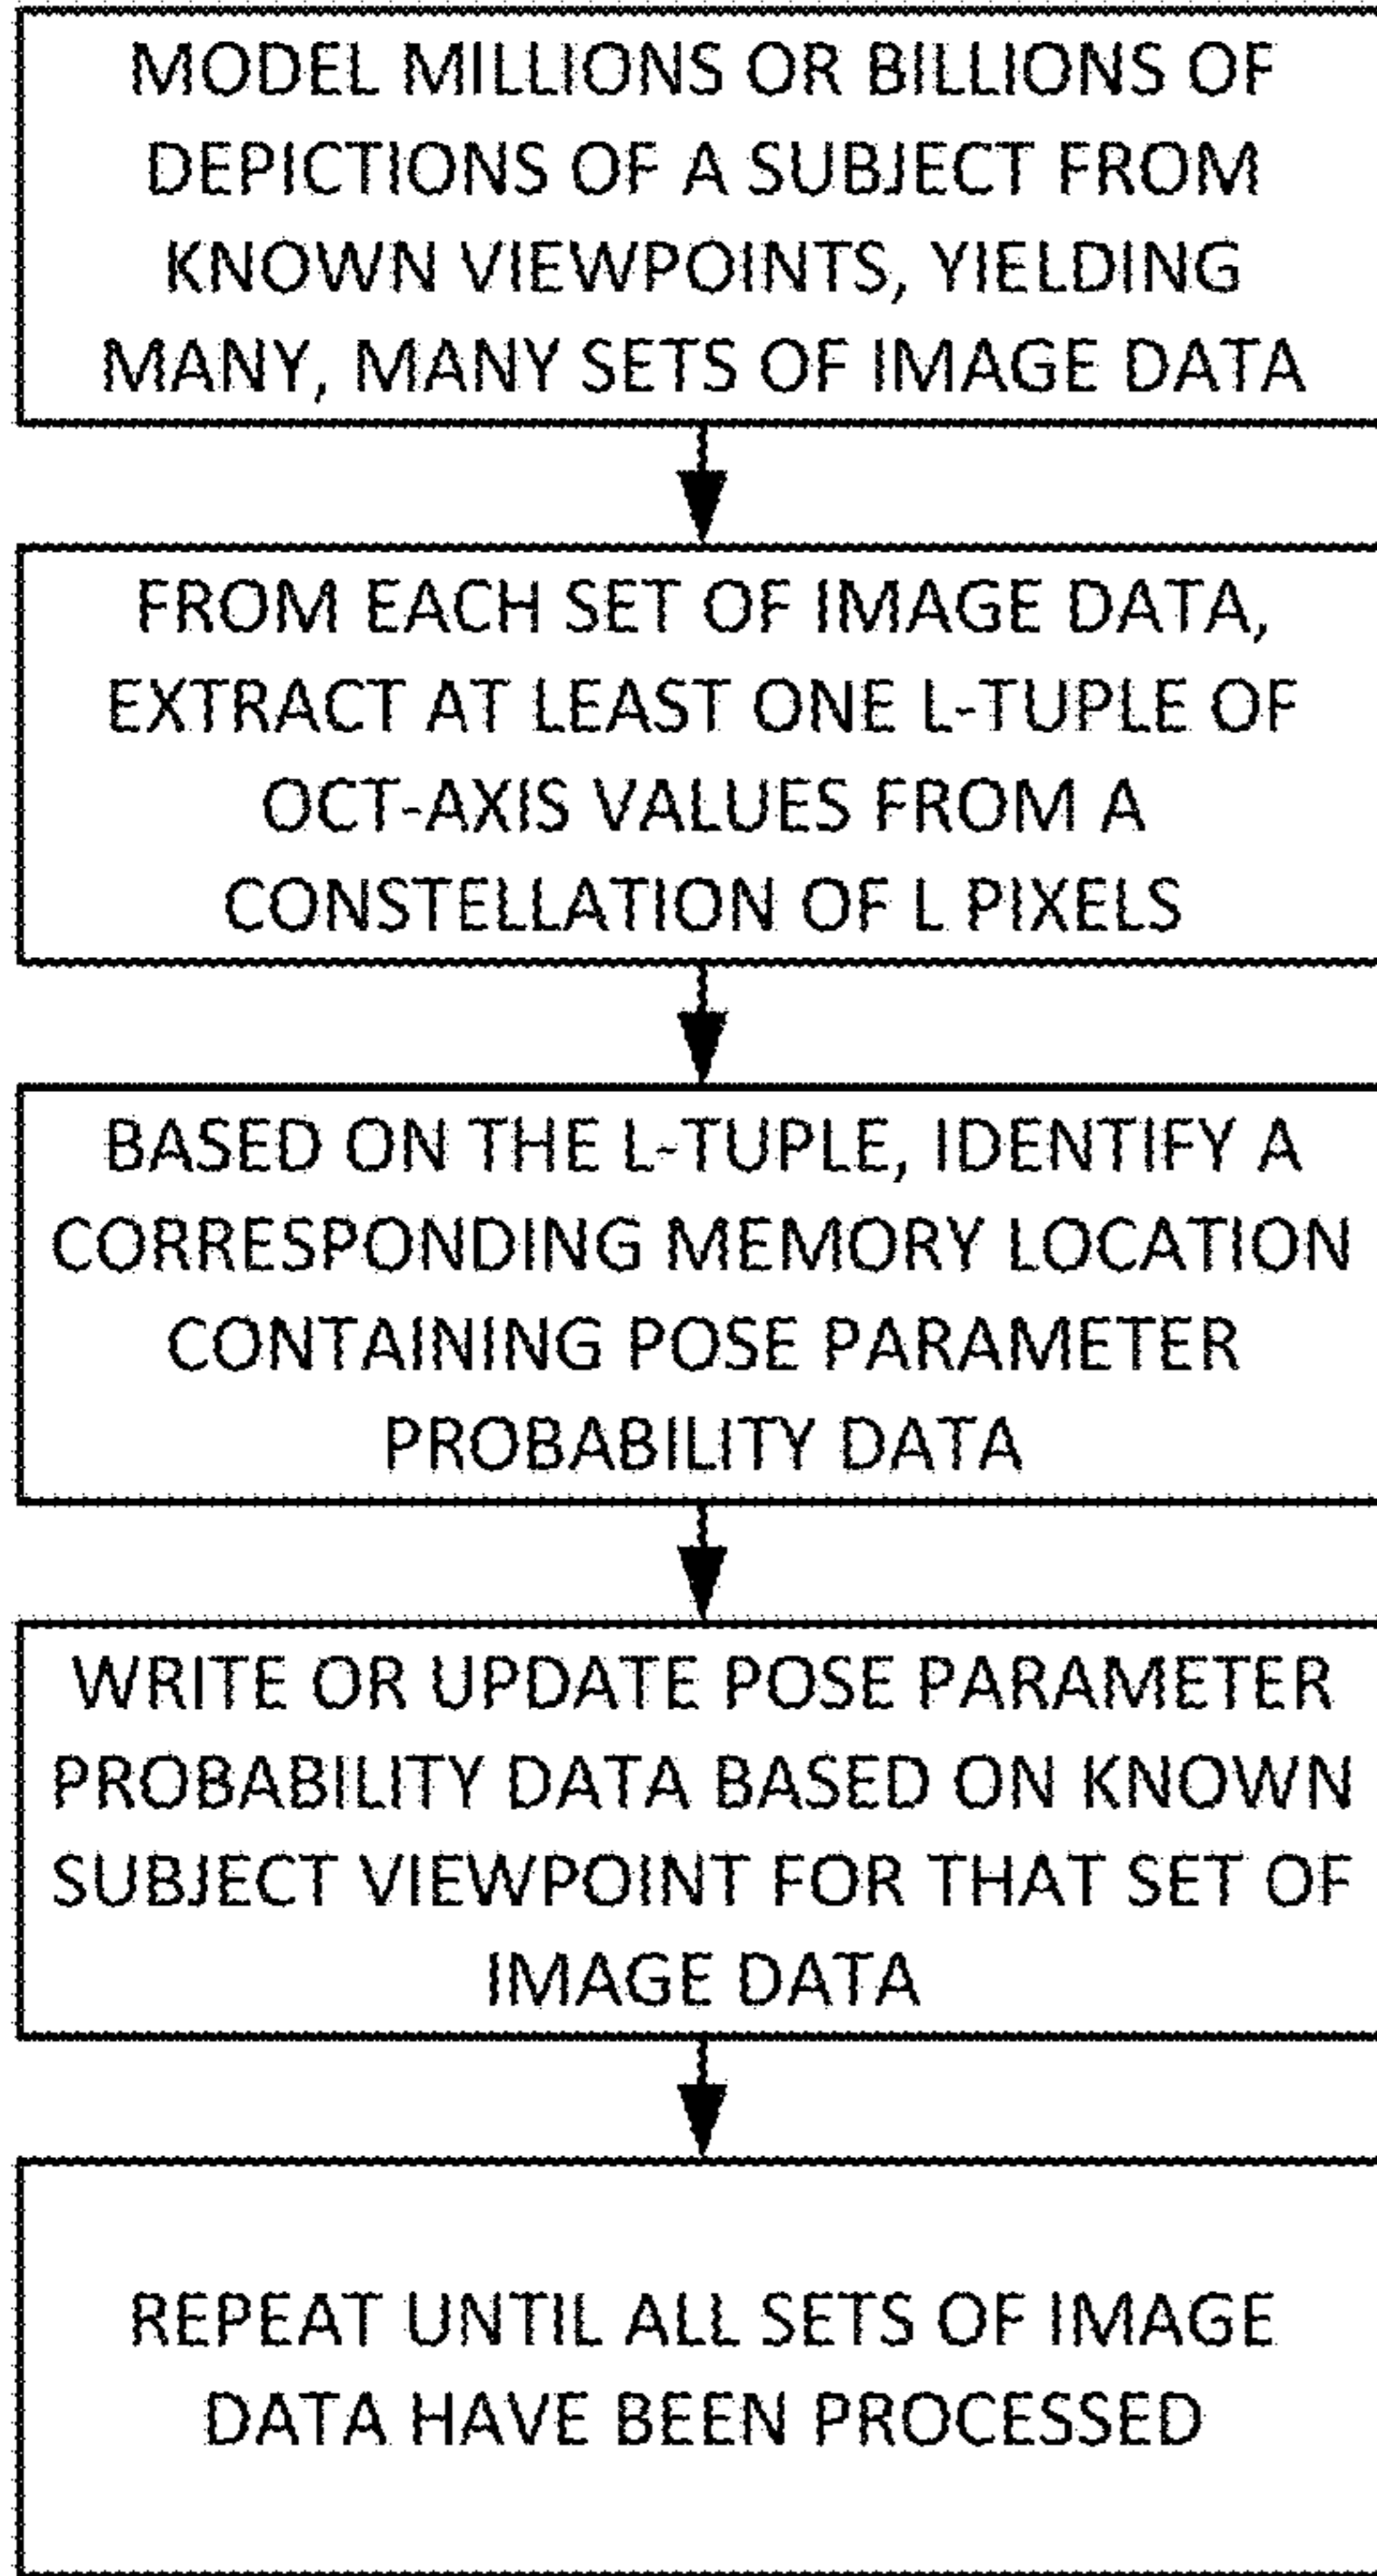 MODEL MILLIONS OR BILLIONS OF
DEPICTIONS OF A SUBJECT FROM
KNOWN VIEWPOINTS, YIELDING
MANY, MANY SETS OF IMAGE DATA
FROM EACH SET OF IMAGE DATA,
EXTRACT AT LEAST ONE L-TUPLE OF
OCT-AXIS VALUES FROM A
CONSTELLATION OF L PIXELS
BASED ON THE L-TUPLE, IDENTIFY A
CORRESPONDING MEMORY LOCATION
CONTAINING POSE PARAMETER
PROBABILITY DATA
WRITE OR UPDATE POSE PARAMETER
PROBABILITY DATA BASED ON KNOWN
SUBJECT VIEWPOINT FOR THAT SET OF
IMAGE DATA
REPEAT UNTIL ALL SETS OF IMAGE
DATA HAVE BEEN PROCESSED